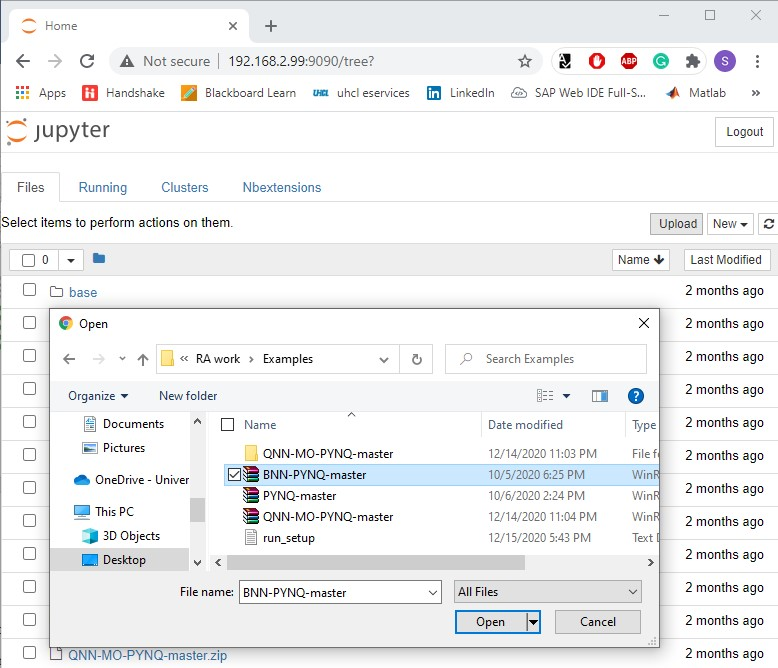 Home
Not secure 192.168.2.99:9090/tree?
ABP G S
Apps Handshake Blackboard Learn UHCL uhcl eservices in LinkedIn SAP Web IDE Full-S... Matlab »
jupyter Logout
Files Running Clusters Nbextensions
Select items to perform actions on them. Upload New
0 Name Last Modified
base 2 months ago
Open
2 months ago
« RA work › Examples Search Examples
2 months ago
Organize New folder ?
2 months ago
Documents Name Date modified Type
2 months ago
Pictures QNN-MO-PYNQ-master 12/14/2020 11:03 PM File f
2 months ago
OneDrive - Univer BNN-PYNQ-master 10/5/2020 6:25 PM WinR
2 months ago
This PC PYNQ-master 10/6/2020 2:24 PM WinR
3D Objects QNN-MO-PYNQ-master 12/14/2020 11:04 PM WinR
2 months ago
Desktop run_setup 12/15/2020 5:43 PM Text D
2 months ago
File name: BNN-PYNQ-master All Files
2 months ago
Open Cancel
2 months ago
QNN-MO-PYNQ-master.zip 2 months ago